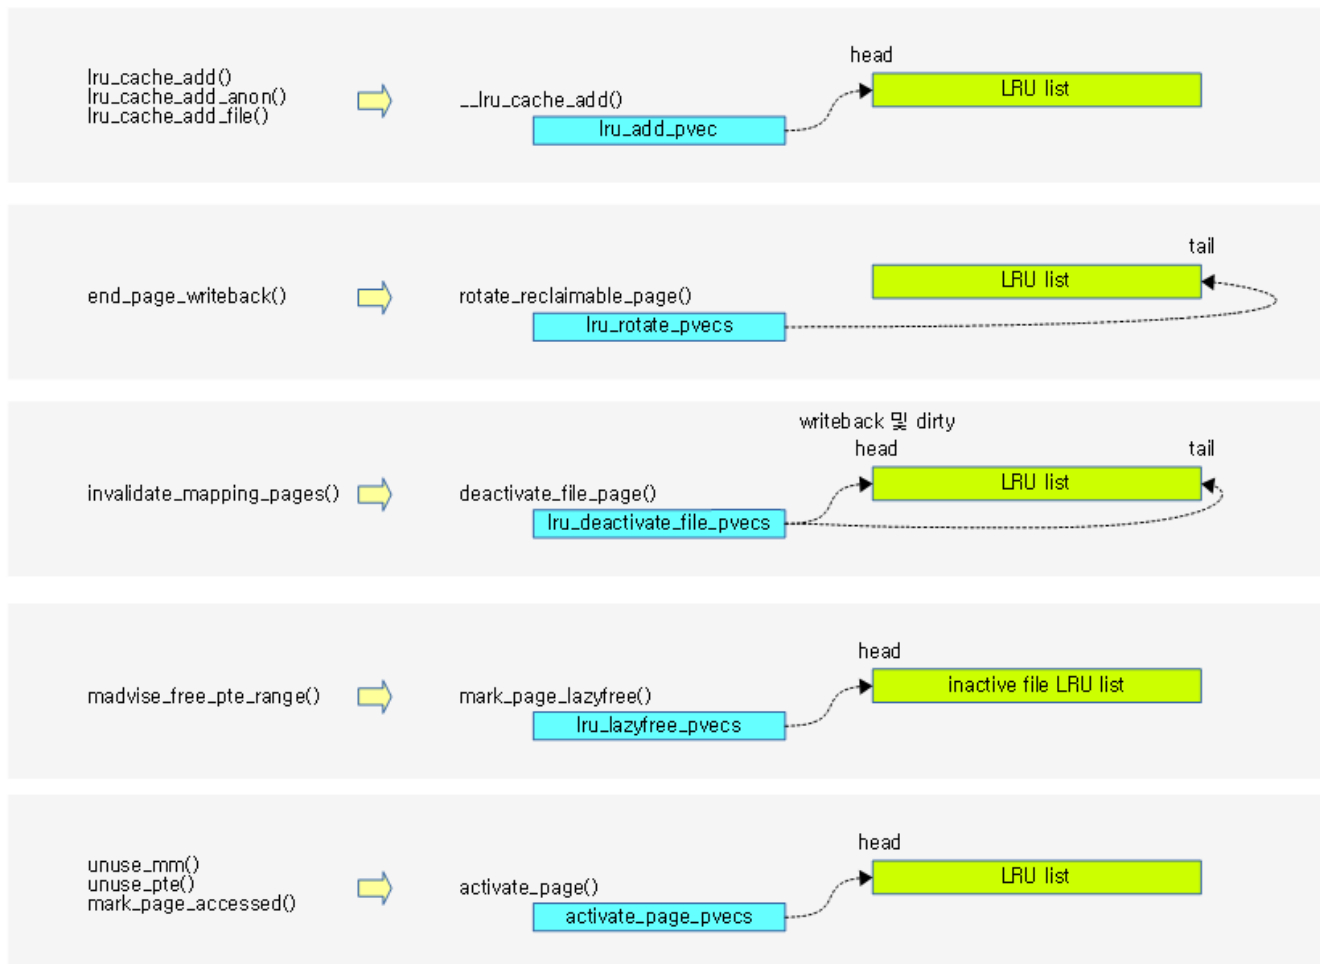 head
lru_cache_add()
lru_cache_add_anon()
lru_cache_add_file()
__lru_cache_add()
LRU list
lru_add_pvec
tail
end_page_writeback()
rotate_reclaimable_page()
LRU list
lru_rotate_pvecs
writeback 및 dirty
head
tail
invalidate_mapping_pages()
deactivate_file_page()
LRU list
lru_deactivate_file_pvecs
head
madvise_free_pte_range()
mark_page_lazyfree()
inactive file LRU list
lru_lazyfree_pvecs
head
unuse_mm()
unuse_pte()
mark_page_accessed()
activate_page()
LRU list
activate_page_pvecs